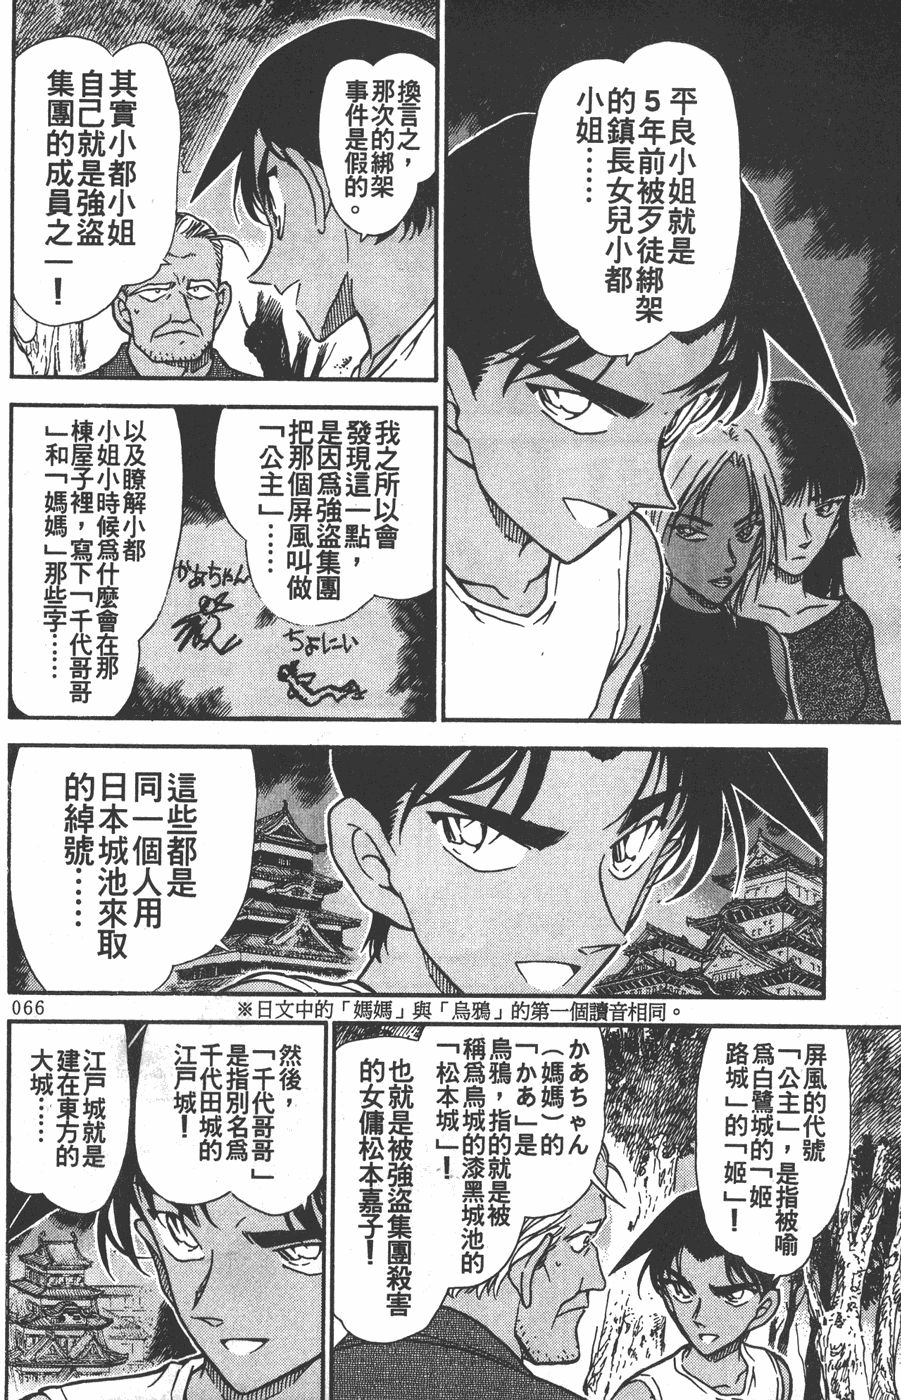 平良小姐就是
5年前被歹徒綁架
的鎮長女兒小都
小姐……
換言之，
那次的綁架
事件是假的。
其實小都小姐
自己就是強盜
集團的成員之一！
我之所以會
發現這一點，
是因為強盜集團
把那個屏風叫做
「公主」……
以及瞭解小都
小姐小時候為什麼會在那
棟屋子裡，寫下「千代哥哥
」和「媽媽」那些字……
かあちゃん
ちよにい
這些都是
同一個人用
日本城池來取
的綽號……
066
※日文中的「媽媽」與「烏鴉」的第一個讀音相同。
屏風的代號
「公主」，是指被喻
為白鷺城的「姬
路城」的「姬」！
かあちゃん
（媽媽）的
「かあ」是
烏鴉，指的就是被
稱為烏城的漆黑城池的
「松本城」！
也就是被強盜集團殺害
的女傭松本嘉子！
然後，
「千代哥哥」
是指別名為
千代田城的
江戶城！
江戶城就是
建在東方的
大城……